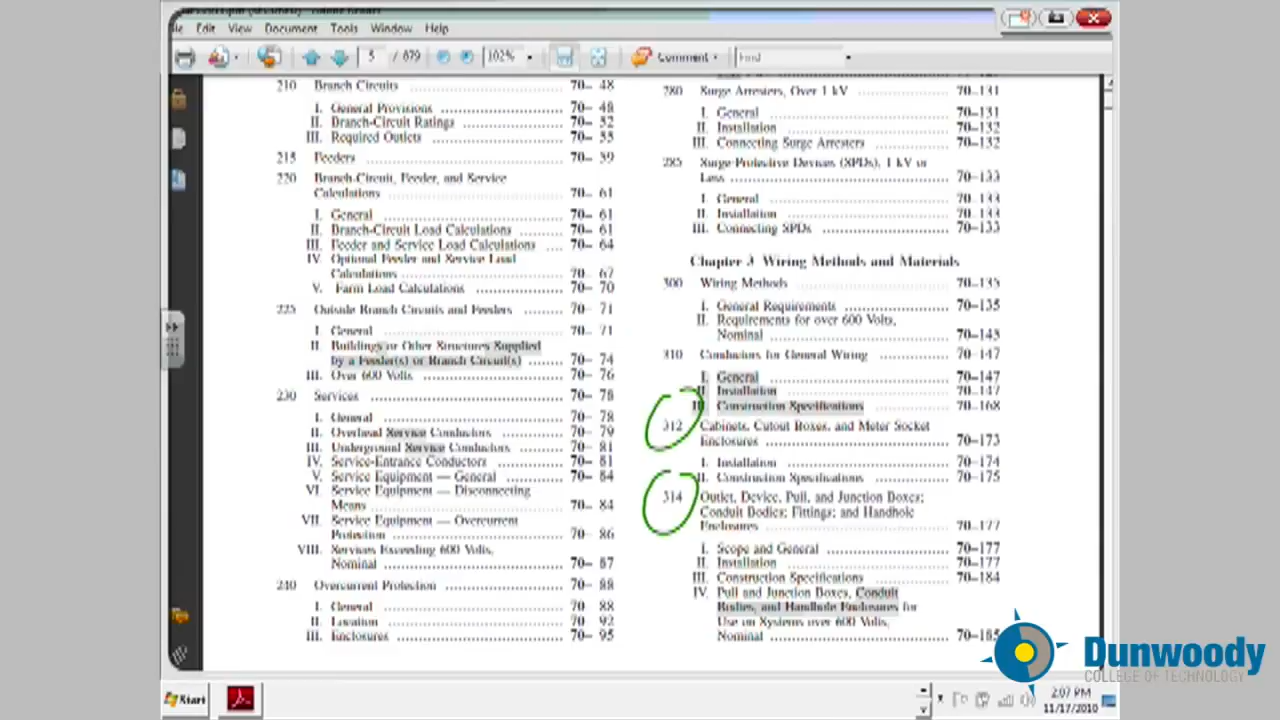 File Edit View Document Tools Window Help
5 / 879 102% Comment Find
210 Branch Circuits 70– 48
I. General Provisions 70– 48
II. Branch-Circuit Ratings 70– 52
III. Required Outlets 70– 55
215 Feeders 70– 59
220 Branch-Circuit, Feeder, and Service
Calculations 70– 61
I. General 70– 61
II. Branch-Circuit Load Calculations 70– 61
III. Feeder and Service Load Calculations 70– 64
IV. Optional Feeder and Service Load
Calculations 70– 67
V. Farm Load Calculations 70– 70
225 Outside Branch Circuits and Feeders 70– 71
I. General 70– 71
II. Buildings or Other Structures Supplied
by a Feeder(s) or Branch Circuit(s) 70– 74
III. Over 600 Volts 70– 76
230 Services 70– 78
I. General 70– 78
II. Overhead Service Conductors 70– 79
III. Underground Service Conductors 70– 81
IV. Service-Entrance Conductors 70– 81
V. Service Equipment — General 70– 84
VI. Service Equipment — Disconnecting
Means 70– 84
VII. Service Equipment — Overcurrent
Protection 70– 86
VIII. Services Exceeding 600 Volts,
Nominal 70– 87
240 Overcurrent Protection 70– 88
I. General 70– 88
II. Location 70– 92
III. Enclosures 70– 95
280 Surge Arresters, Over 1 kV 70–131
I. General 70–131
II. Installation 70–132
III. Connecting Surge Arresters 70–132
285 Surge-Protective Devices (SPDs), 1 kV or
Less 70–133
I. General 70–133
II. Installation 70–133
III. Connecting SPDs 70–133
Chapter 3 Wiring Methods and Materials
300 Wiring Methods 70–135
I. General Requirements 70–135
II. Requirements for over 600 Volts,
Nominal 70–145
310 Conductors for General Wiring 70–147
I. General 70–147
II. Installation 70–147
III. Construction Specifications 70–168
312 Cabinets, Cutout Boxes, and Meter Socket
Enclosures 70–173
I. Installation 70–174
II. Construction Specifications 70–175
314 Outlet, Device, Pull, and Junction Boxes;
Conduit Bodies; Fittings; and Handhole
Enclosures 70–177
I. Scope and General 70–177
II. Installation 70–177
III. Construction Specifications 70–184
IV. Pull and Junction Boxes, Conduit
Bodies, and Handhole Enclosures for
Use on Systems over 600 Volts,
Nominal 70–185
Dunwoody
COLLEGE OF TECHNOLOGY
Start
2:07 PM
11/17/2010